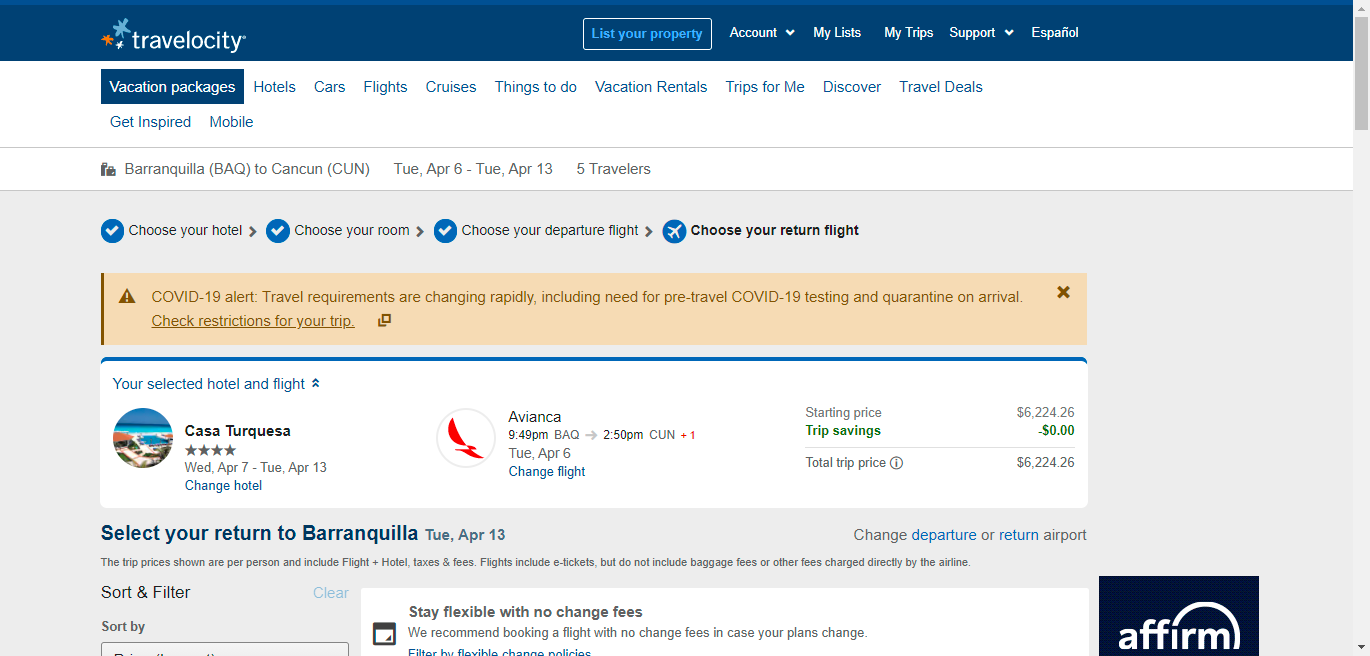 travelocity
List your property
Account
My Lists
My Trips
Support
Español
Vacation packages
Hotels
Cars
Flights
Cruises
Things to do
Vacation Rentals
Trips for Me
Discover
Travel Deals
Get Inspired
Mobile
Barranquilla (BAQ) to Cancun (CUN)
Tue, Apr 6 - Tue, Apr 13
5 Travelers
Choose your hotel
Choose your room
Choose your departure flight
Choose your return flight
COVID-19 alert: Travel requirements are changing rapidly, including need for pre-travel COVID-19 testing and quarantine on arrival.
Check restrictions for your trip.
Your selected hotel and flight
Casa Turquesa
Wed, Apr 7 - Tue, Apr 13
Change hotel
Avianca
9:49pm BAQ → 2:50pm CUN + 1
Tue, Apr 6
Change flight
Starting price $6,224.26
Trip savings -$0.00
Total trip price $6,224.26
Select your return to Barranquilla Tue, Apr 13
Change departure or return airport
The trip prices shown are per person and include Flight + Hotel, taxes & fees. Flights include e-tickets, but do not include baggage fees or other fees charged directly by the airline.
Sort & Filter
Clear
Sort by
Stay flexible with no change fees
We recommend booking a flight with no change fees in case your plans change.
Filter by flexible change policies
affirm